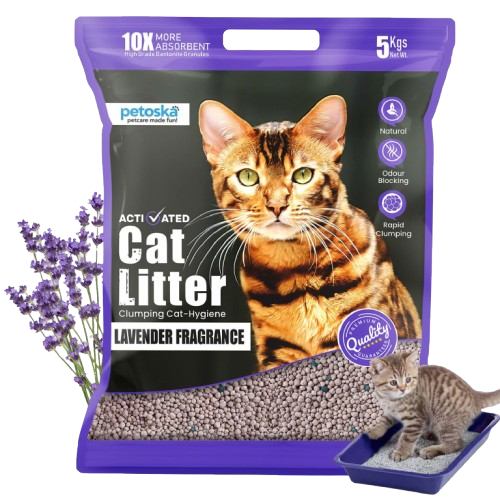 10X MORE
ABSORBENT
High Grade Bentonite Granules
5Kgs
Net Wt.
petoska
petcare made fun!
Natural
Odour
Blocking
Rapid
Clumping
ACTIVATED
Cat
Litter
Clumping Cat-Hygiene
LAVENDER FRAGRANCE
PREMIUM
Quality
GUARANTEE